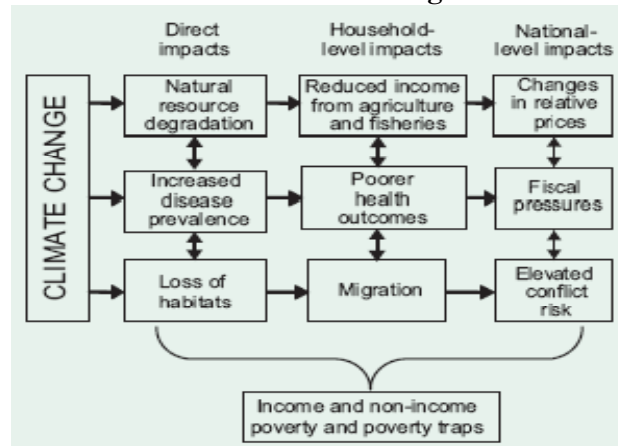 Direct
impacts
Household-
level impacts
National-
level impacts
CLIMATE CHANGE
Natural
resource
degradation
Reduced income
from agriculture
and fisheries
Changes
in relative
prices
Increased
disease
prevalence
Poorer
health
outcomes
Fiscal
pressures
Loss of
habitats
Migration
Elevated
conflict
risk
Income and non-income
poverty and poverty traps